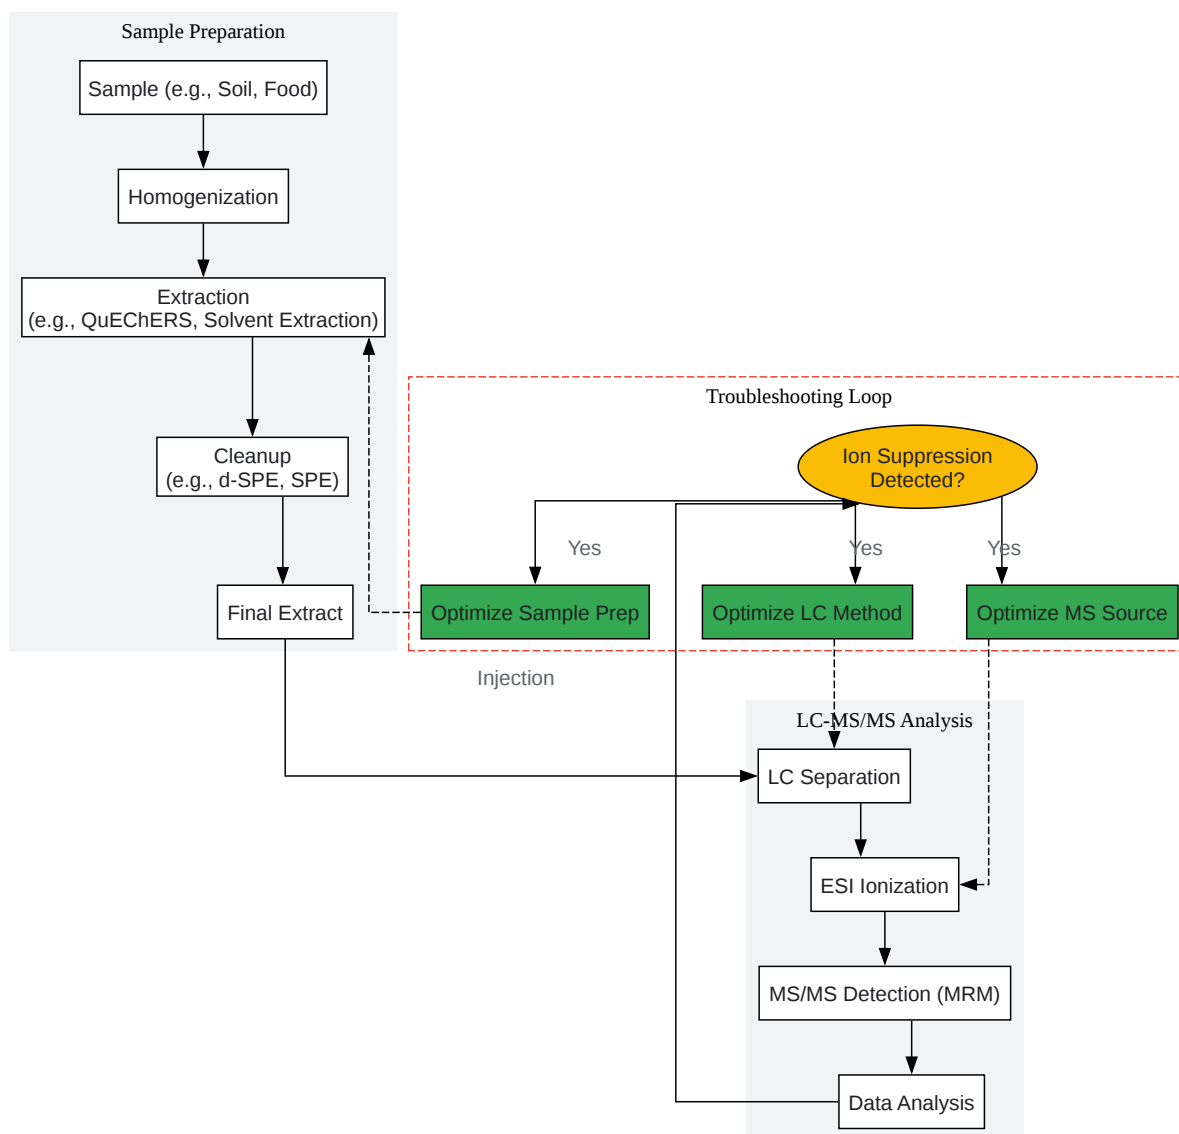 Sample Preparation
Sample (e.g., Soil, Food)
Homogenization
Extraction
(e.g., QuEChERS, Solvent Extraction)
Cleanup
(e.g., d-SPE, SPE)
Final Extract
Troubleshooting Loop
Ion Suppression
Detected?
Yes
Yes
Yes
Optimize Sample Prep
Optimize LC Method
Optimize MS Source
Injection
LC-MS/MS Analysis
LC Separation
ESI Ionization
MS/MS Detection (MRM)
Data Analysis